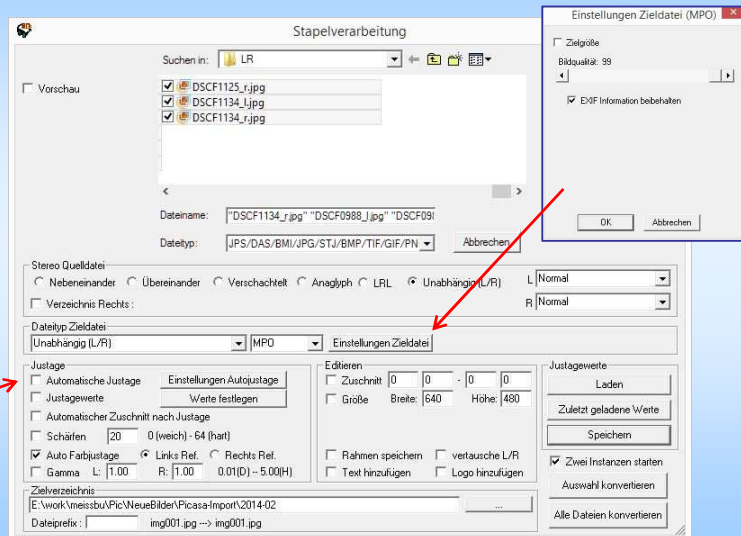 Stapelverarbeitung
Suchen in: LR
Vorschau
DSCF1125_r.jpg
DSCF1134_l.jpg
DSCF1134_r.jpg
Dateiname: "DSCF1134_r.jpg" "DSCF0988_l.jpg" "DSCF098
Dateityp: JPS/DAS/BMI/JPG/STJ/BMP/TIF/GIF/PN Abbrechen
Stereo Quelldatei
Nebeneinander Übereinander Verschachtelt Anaglyph LRL Unabhängig (L/R) L Normal
Verzeichnis Rechts : R Normal
Dateityp Zieldatei
Unabhängig (L/R) MPO Einstellungen Zieldatei
Justage
Automatische Justage Einstellungen Autojustage
Justagewerte Werte festlegen
Automatischer Zuschnitt nach Justage
Schärfen 20 0 (weich) - 64 (hart)
Auto Farbjustage Links Ref. Rechts Ref.
Gamma L: 1.00 R: 1.00 0.01(D) -- 5.00(H)
Editieren
Zuschnitt 0 0 - 0 0
Größe Breite: 640 Höhe: 480
Rahmen speichern vertausche L/R
Text hinzufügen Logo hinzufügen
Justagewerte
Laden
Zuletzt geladene Werte
Speichern
Zwei Instanzen starten
Auswahl konvertieren
Alle Dateien konvertieren
Zielverzeichnis
E:\work\meissbu\Pic\NeueBilder\Picasa-Import\2014-02 ...
Dateiprefix : img001.jpg ---> img001.jpg
Einstellungen Zieldatei (MPO)
Zielgröße
Bildqualität: 99
EXIF Information beibehalten
OK Abbrechen